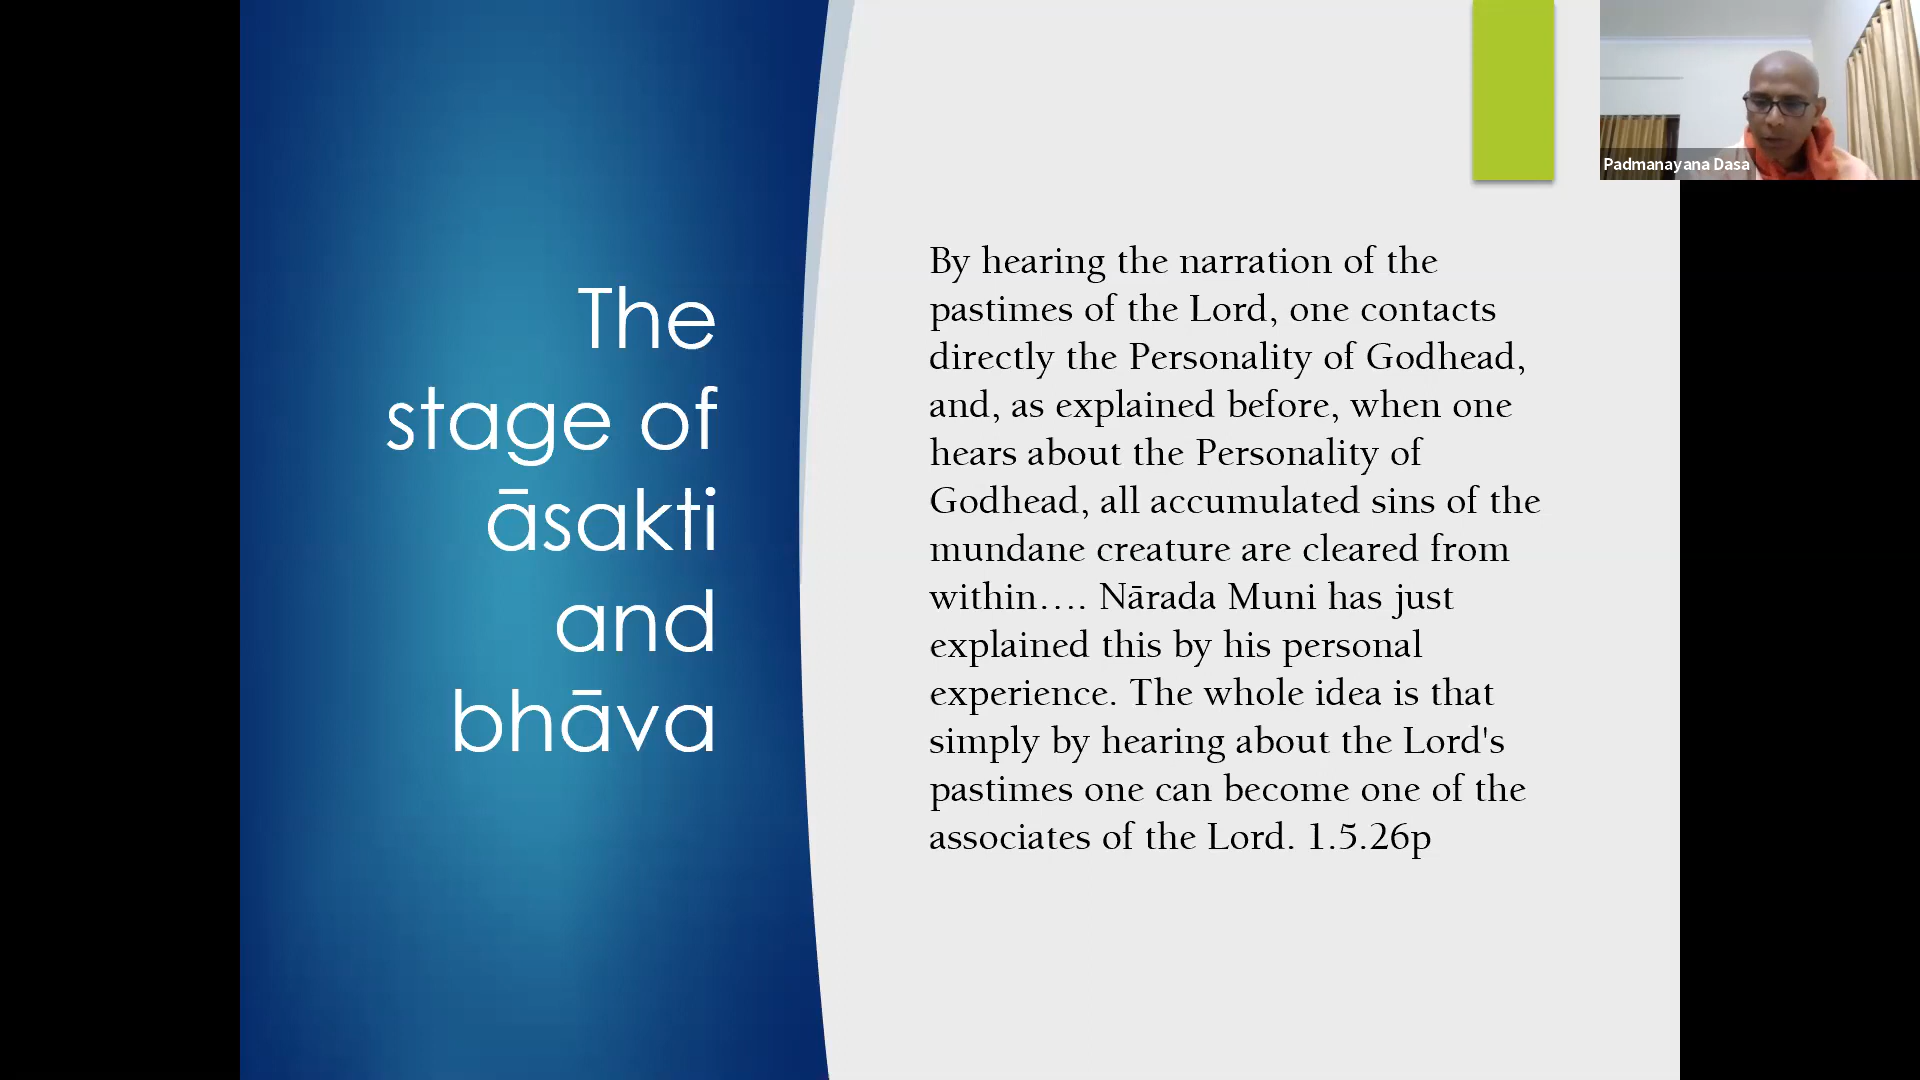 The
stage of
āsakti
and
bhāva
By hearing the narration of the
pastimes of the Lord, one contacts
directly the Personality of Godhead,
and, as explained before, when one
hears about the Personality of
Godhead, all accumulated sins of the
mundane creature are cleared from
within.... Nārada Muni has just
explained this by his personal
experience. The whole idea is that
simply by hearing about the Lord's
pastimes one can become one of the
associates of the Lord. 1.5.26p
Padmanayana Dasa